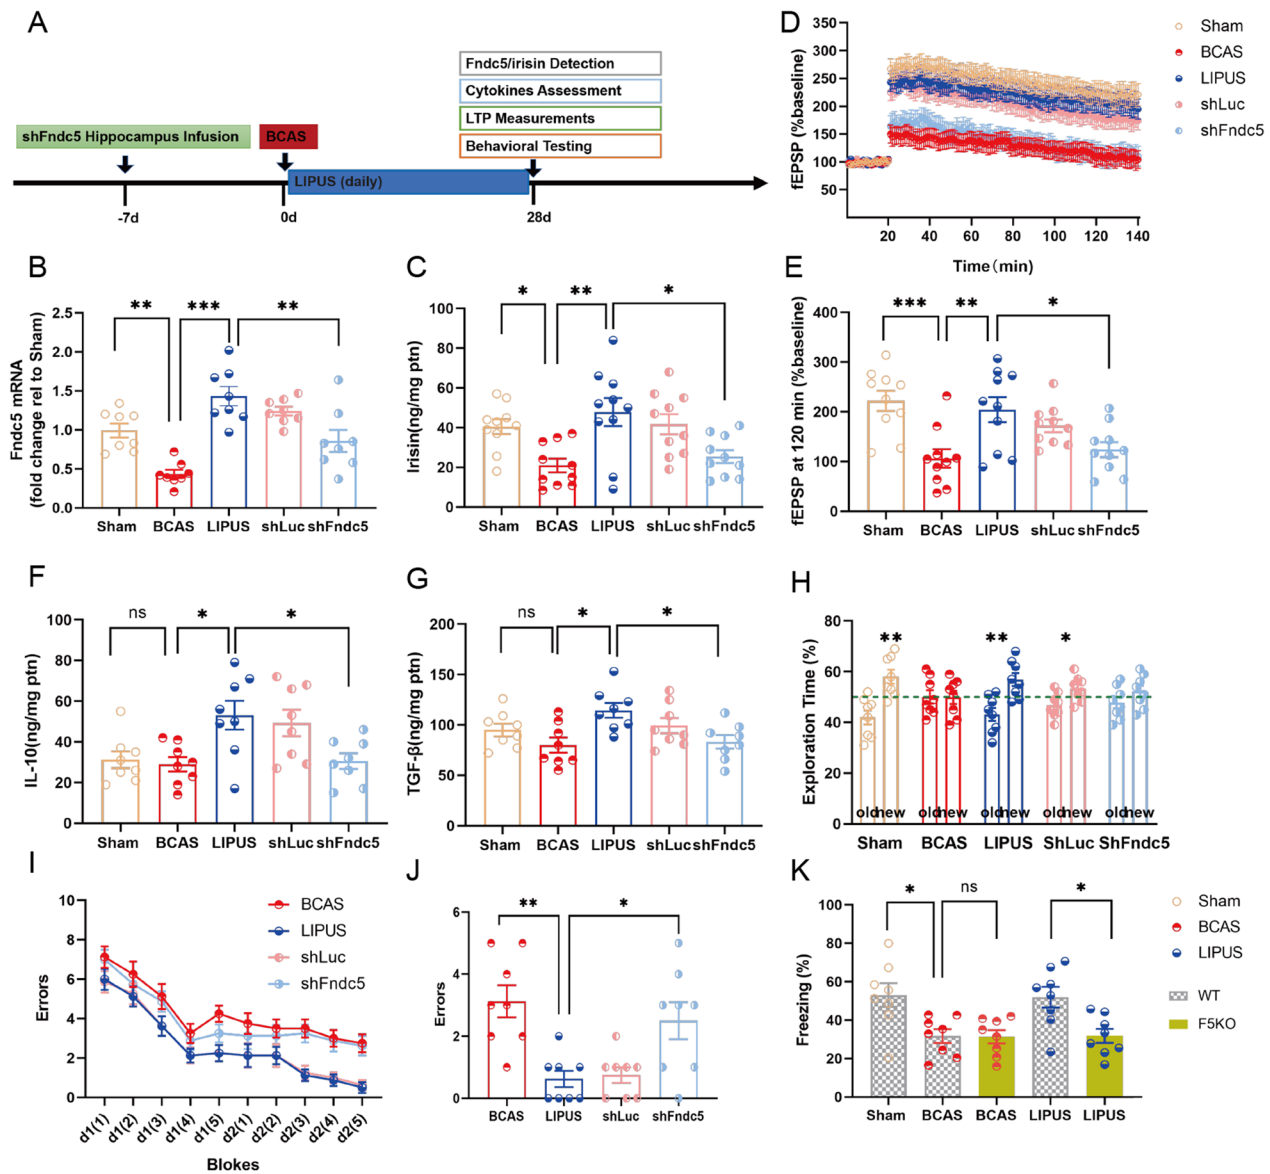 A
Fndc5/irisin Detection
Cytokines Assessment
LTP Measurements
Behavioral Testing
shFndc5 Hippocampus Infusion
BCAS
LIPUS (daily)
-7d
0d
28d
D
fEPSP (%baseline)
350
300
250
200
150
100
50
20 40 60 80 100 120 140
Time(min)
Sham
BCAS
LIPUS
shLuc
shFndc5
B
Fndc5 mRNA
(fold change rel to Sham)
2.5
2.0
1.5
1.0
0.5
0.0
** *** **
Sham BCAS LIPUS shLuc shFndc5
C
Irisin(ng/mg ptn)
100
80
60
40
20
0
* ** *
Sham BCAS LIPUS shLuc shFndc5
E
fEPSP at 120 min (%baseline)
400
300
200
100
0
*** ** *
Sham BCAS LIPUS shLuc shFndc5
F
IL-10(ng/mg ptn)
100
80
60
40
20
0
ns * *
Sham BCAS LIPUS shLuc shFndc5
G
TGF-β(ng/mg ptn)
200
150
100
50
0
ns * *
Sham BCAS LIPUS shLuc shFndc5
H
Exploration Time (%)
80
60
40
20
0
** ** *
old new old new old new old new old new
Sham BCAS LIPUS ShLuc ShFndc5
I
Errors
10
8
6
4
2
0
d1(1) d1(2) d1(3) d1(4) d1(5) d2(1) d2(2) d2(3) d2(4) d2(5)
Blokes
BCAS
LIPUS
shLuc
shFndc5
J
Errors
6
4
2
0
** *
BCAS LIPUS shLuc shFndc5
K
Freezing (%)
100
80
60
40
20
0
* ns *
Sham BCAS BCAS LIPUS LIPUS
Sham
BCAS
LIPUS
WT
F5KO